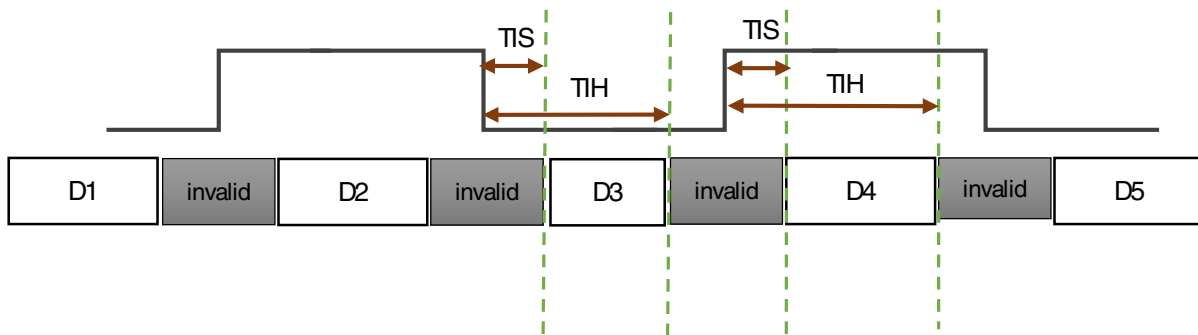 TIS
TIS
TIH
TIH
D1 invalid D2 invalid D3 invalid D4 invalid D5